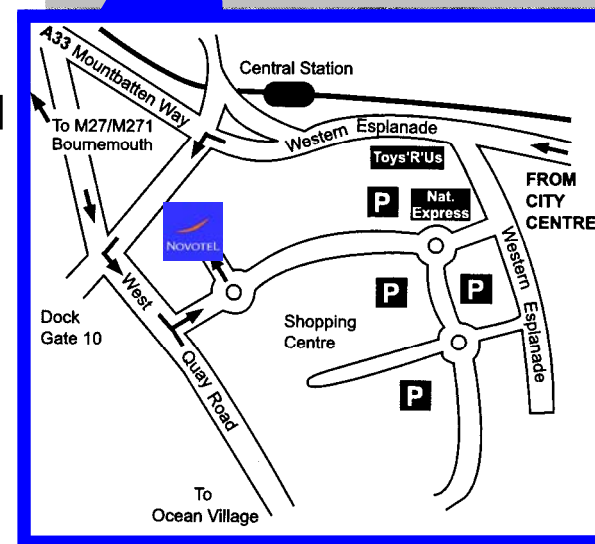 A33 Mountbatten Way
Central Station
To M27/M271
Bournemouth
Western Esplanade
Toys'R'Us
FROM
CITY
CENTRE
P
Nat.
Express
NOVOTEL
Western Esplanade
West Quay Road
P
P
Dock
Gate 10
Shopping
Centre
P
To
Ocean Village